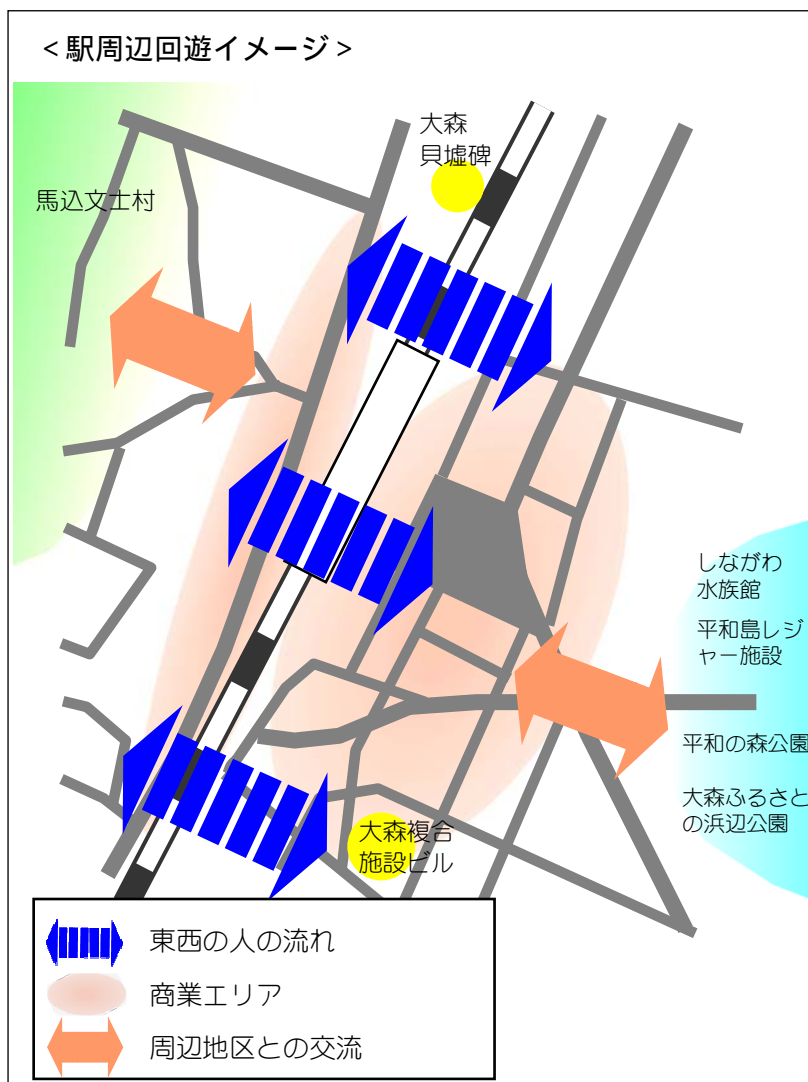 <駅周辺回遊イメージ>
大森
貝墟碑
馬込文士村
しながわ
水族館
平和島レジ
ャー施設
平和の森公園
大森ふるさと
の浜辺公園
大森複合
施設ビル
東西の人の流れ
商業エリア
周辺地区との交流